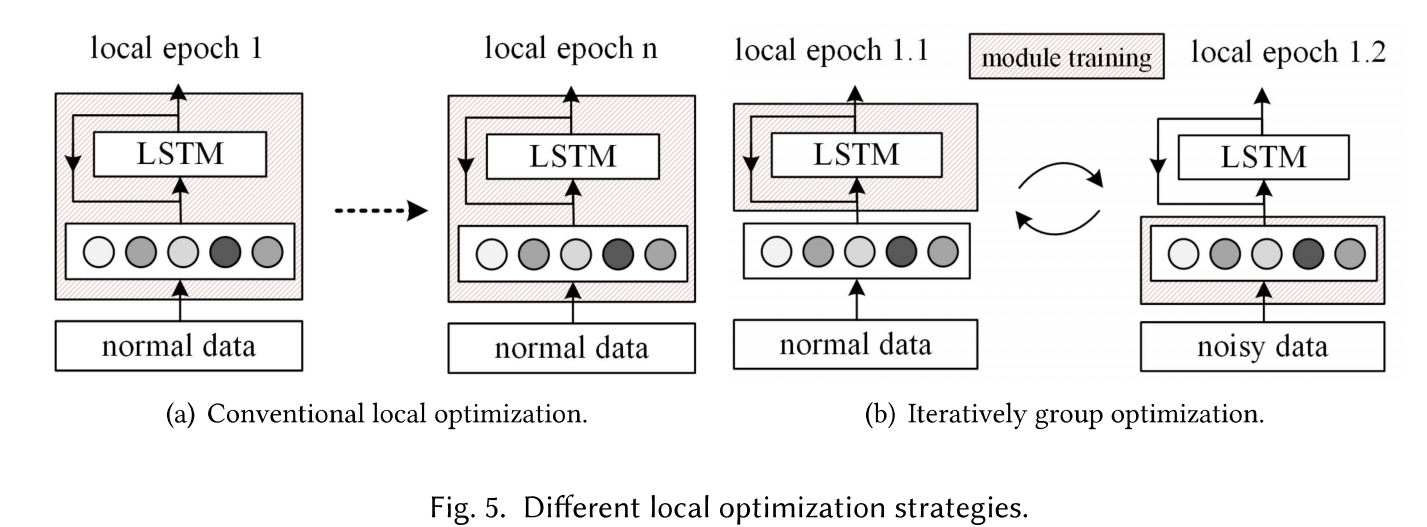 local epoch 1
local epoch n
local epoch 1.1
module training
local epoch 1.2
LSTM
LSTM
LSTM
LSTM
normal data
normal data
normal data
noisy data
(a) Conventional local optimization.
(b) Iteratively group optimization.
Fig. 5. Different local optimization strategies.